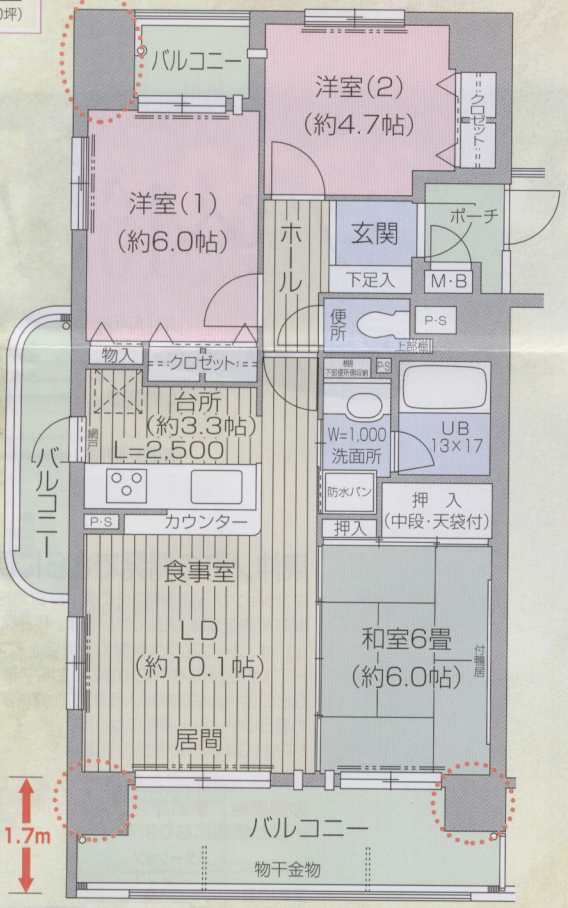 0坪)
バルコニー
洋室(2)
(約4.7帖)
クロゼット
洋室(1)
(約6.0帖)
ホール
玄関
ポーチ
下足入
M・B
便所
P・S
上部棚
物入
クロゼット
台所
(約3.3帖)
L=2,500
網戸
バルコニー
P・S
W=1,000
洗面所
UB
13×17
防水パン
P・S
カウンター
押入
押入
(中段・天袋付)
食事室
LD
(約10.1帖)
居間
和室6畳
(約6.0帖)
付鴨居
1.7m
バルコニー
物干金物